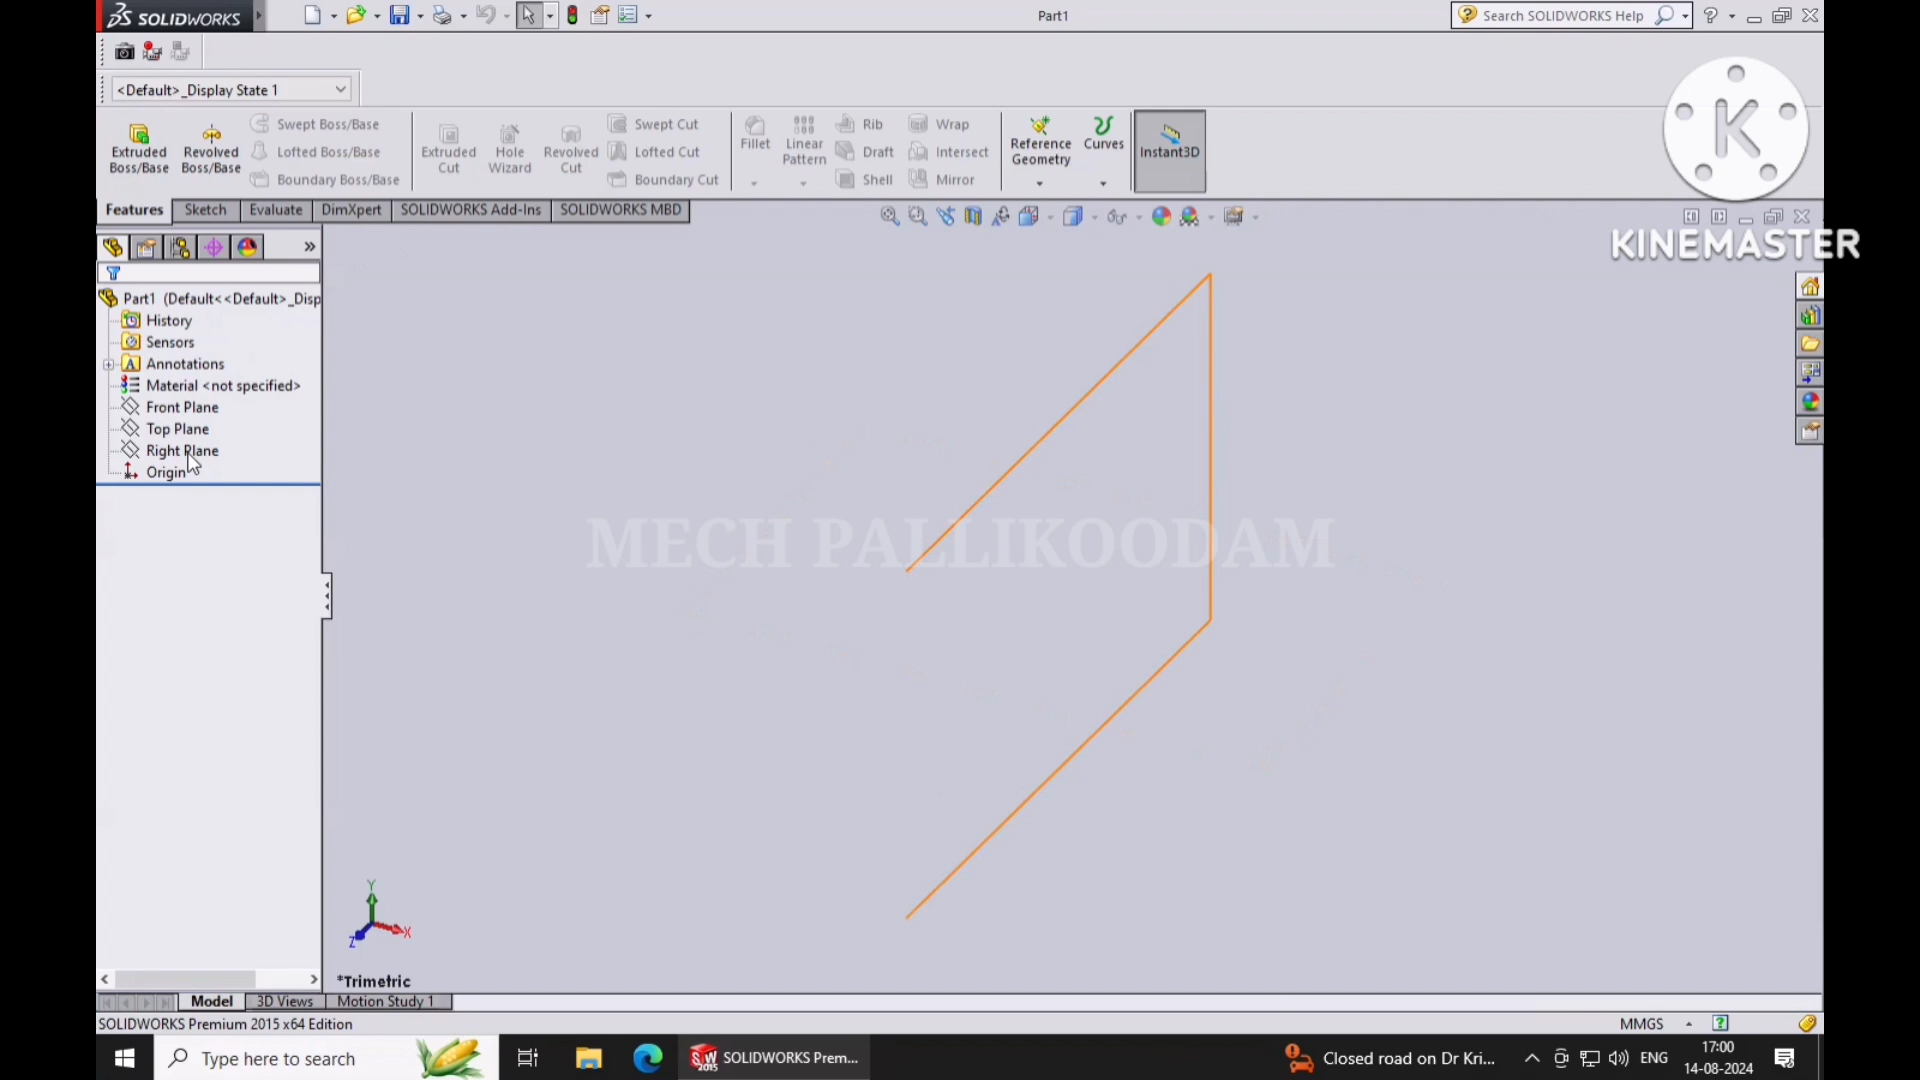 SOLIDWORKS
Part1
Search SOLIDWORKS Help
<Default>_Display State 1
Extruded Boss/Base
Revolved Boss/Base
Swept Boss/Base
Lofted Boss/Base
Boundary Boss/Base
Extruded Cut
Hole Wizard
Revolved Cut
Swept Cut
Lofted Cut
Boundary Cut
Fillet
Linear Pattern
Rib
Draft
Shell
Wrap
Intersect
Mirror
Reference Geometry
Curves
Instant3D
K
KINEMASTER
Features
Sketch
Evaluate
DimXpert
SOLIDWORKS Add-Ins
SOLIDWORKS MBD
Part1 (Default<<Default>_Disp
History
Sensors
Annotations
Material <not specified>
Front Plane
Top Plane
Right Plane
Origin
MECH PALLIKOODAM
Y
X
Z
*Trimetric
Model
3D Views
Motion Study 1
SOLIDWORKS Premium 2015 x64 Edition
MMGS
Type here to search
SOLIDWORKS Prem...
Closed road on Dr Kri...
ENG
17:00
14-08-2024